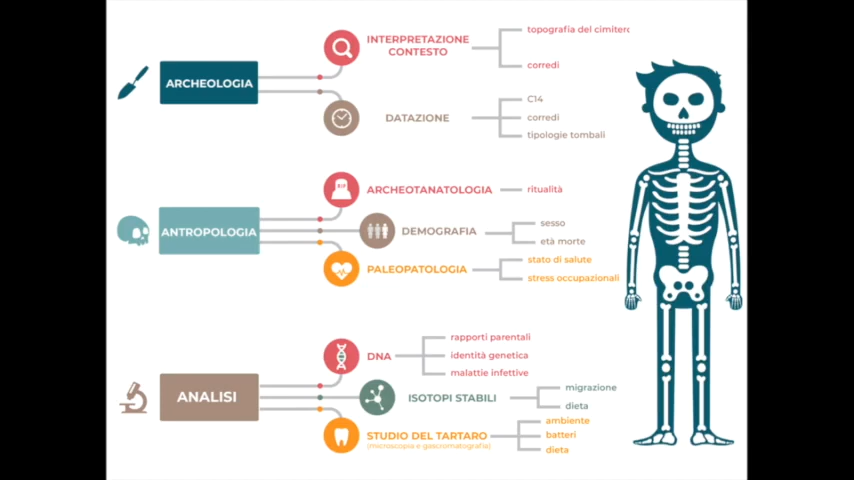 INTERPRETAZIONE
CONTESTO
topografia del cimitero
corredi
ARCHEOLOGIA
DATAZIONE
C14
corredi
tipologie tombali
RIP
ARCHEOTANATOLOGIA
ritualità
ANTROPOLOGIA
DEMOGRAFIA
sesso
età morte
PALEOPATOLOGIA
stato di salute
stress occupazionali
DNA
rapporti parentali
identità genetica
malattie infettive
ANALISI
ISOTOPI STABILI
migrazione
dieta
STUDIO DEL TARTARO
(microscopia e gascromatografia)
ambiente
batteri
dieta